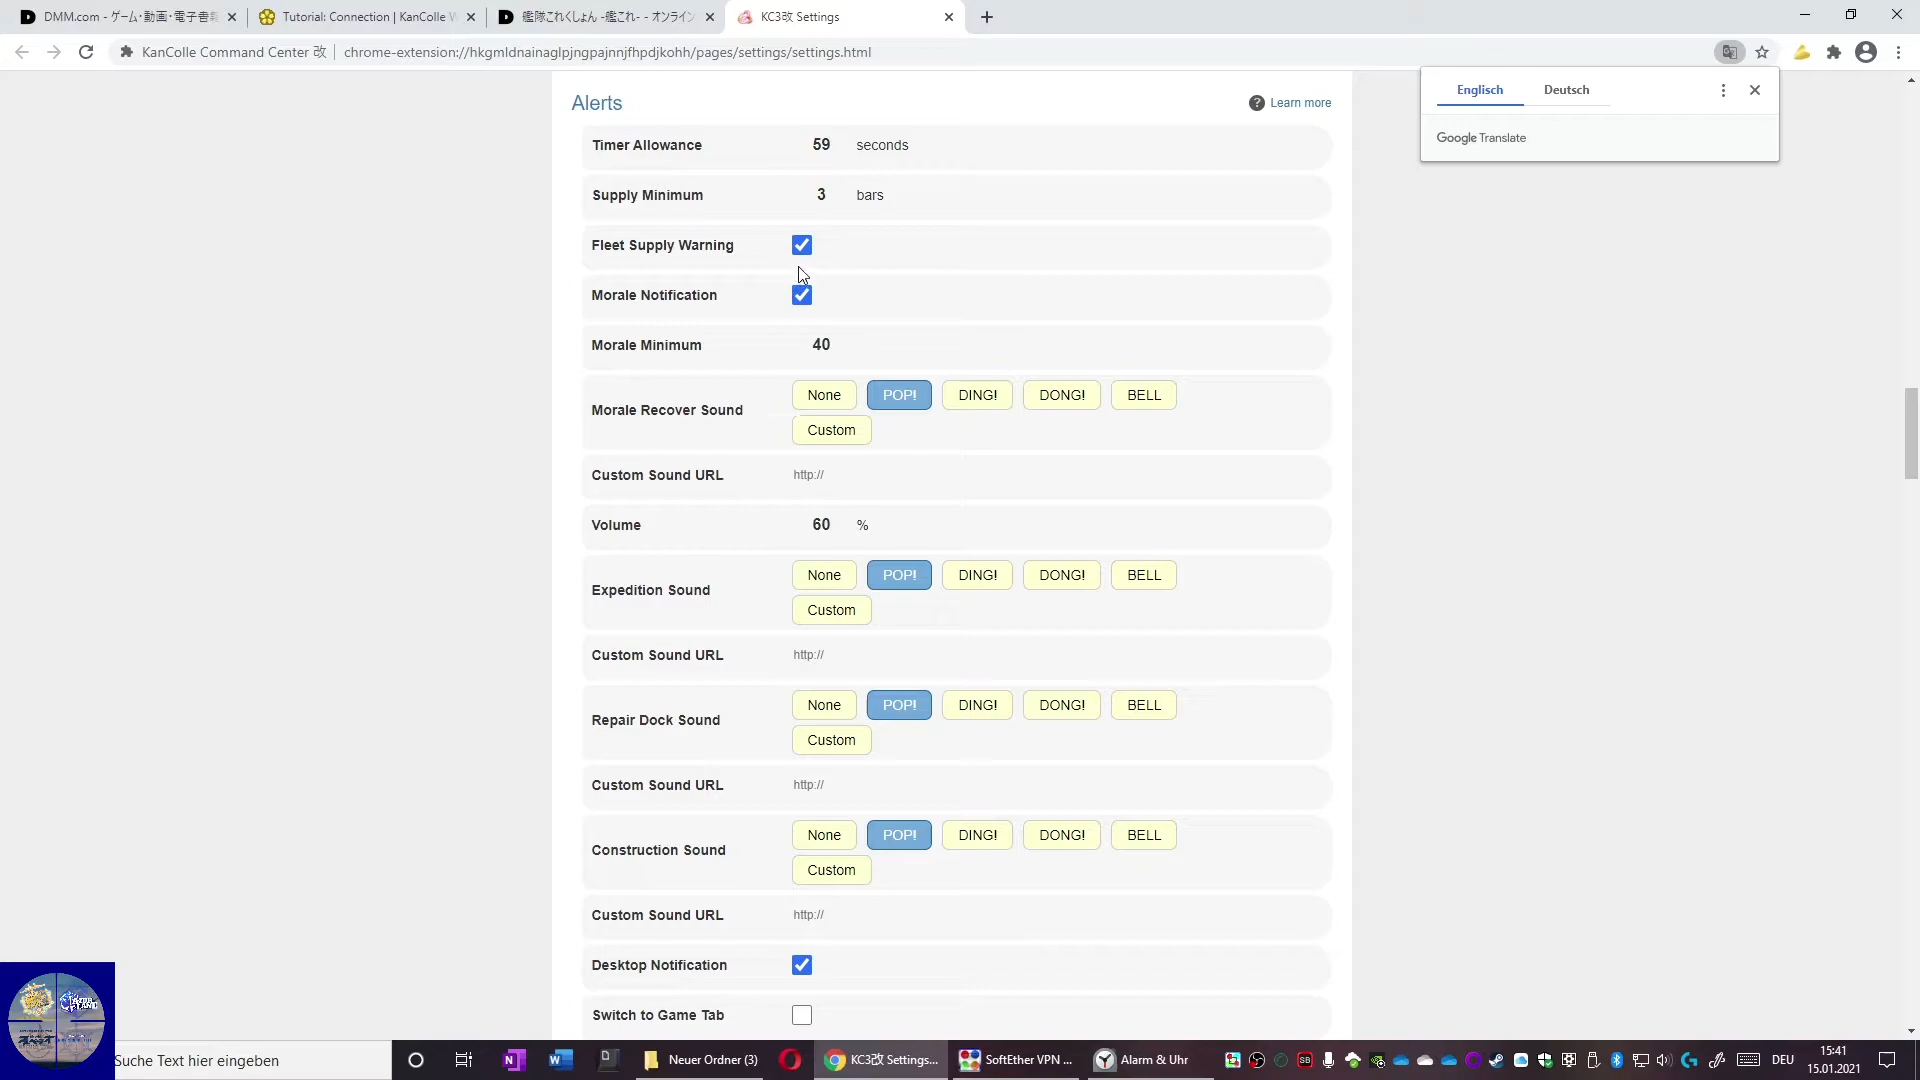 DMM.com - ゲーム・動画・電子書籍
Tutorial: Connection | KanColle W
艦隊これくしょん -艦これ- - オンライン
KC3改 Settings
KanColle Command Center 改
chrome-extension://hkgmldnainaglpjngpajnnjfhpdjkohh/pages/settings/settings.html
Englisch Deutsch
Google Translate
Alerts
Learn more
Timer Allowance 59 seconds
Supply Minimum 3 bars
Fleet Supply Warning
Morale Notification
Morale Minimum 40
Morale Recover Sound None POP! DING! DONG! BELL
Custom
Custom Sound URL http://
Volume 60 %
Expedition Sound None POP! DING! DONG! BELL
Custom
Custom Sound URL http://
Repair Dock Sound None POP! DING! DONG! BELL
Custom
Custom Sound URL http://
Construction Sound None POP! DING! DONG! BELL
Custom
Custom Sound URL http://
Desktop Notification
Switch to Game Tab
Suche Text hier eingeben
Neuer Ordner (3)
KC3改 Settings...
SoftEther VPN ...
Alarm & Uhr
DEU
15:41
15.01.2021